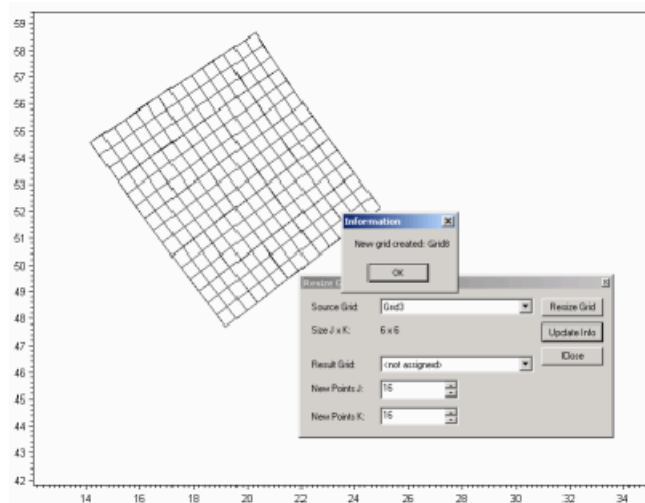 59
58
57
56
55
54
53
52
51
50
49
48
47
46
45
44
43
42
14 16 18 20 22 24 26 28 30 32 34
Information
New grid created: Grid8
OK
Resize G
Source Grid: Grid3
Resize Grid
Size J x K: 6 x 6
Update Info
Close
Result Grid: <not assigned>
New Points J: 16
New Points K: 16